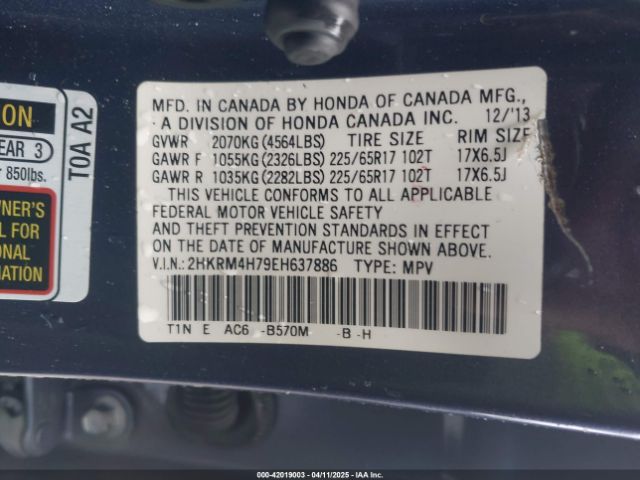 ION
EAR 3
r 850lbs.
TOA A2
WNER'S
L FOR
ONAL
MATION
MFD. IN CANADA BY HONDA OF CANADA MFG.,
A DIVISION OF HONDA CANADA INC. 12/'13
GVWR 2070KG(4564LBS) TIRE SIZE RIM SIZE
GAWR F 1055KG(2326LBS) 225/65R17 102T 17X6.5J
GAWR R 1035KG(2282LBS) 225/65R17 102T 17X6.5J
THIS VEHICLE CONFORMS TO ALL APPLICABLE
FEDERAL MOTOR VEHICLE SAFETY
AND THEFT PREVENTION STANDARDS IN EFFECT
ON THE DATE OF MANUFACTURE SHOWN ABOVE.
V.I.N.: 2HKRM4H79EH637886 TYPE: MPV
T1N E AC6 -B570M -B -H
000-42019003 - 04/11/2025 - IAA Inc.